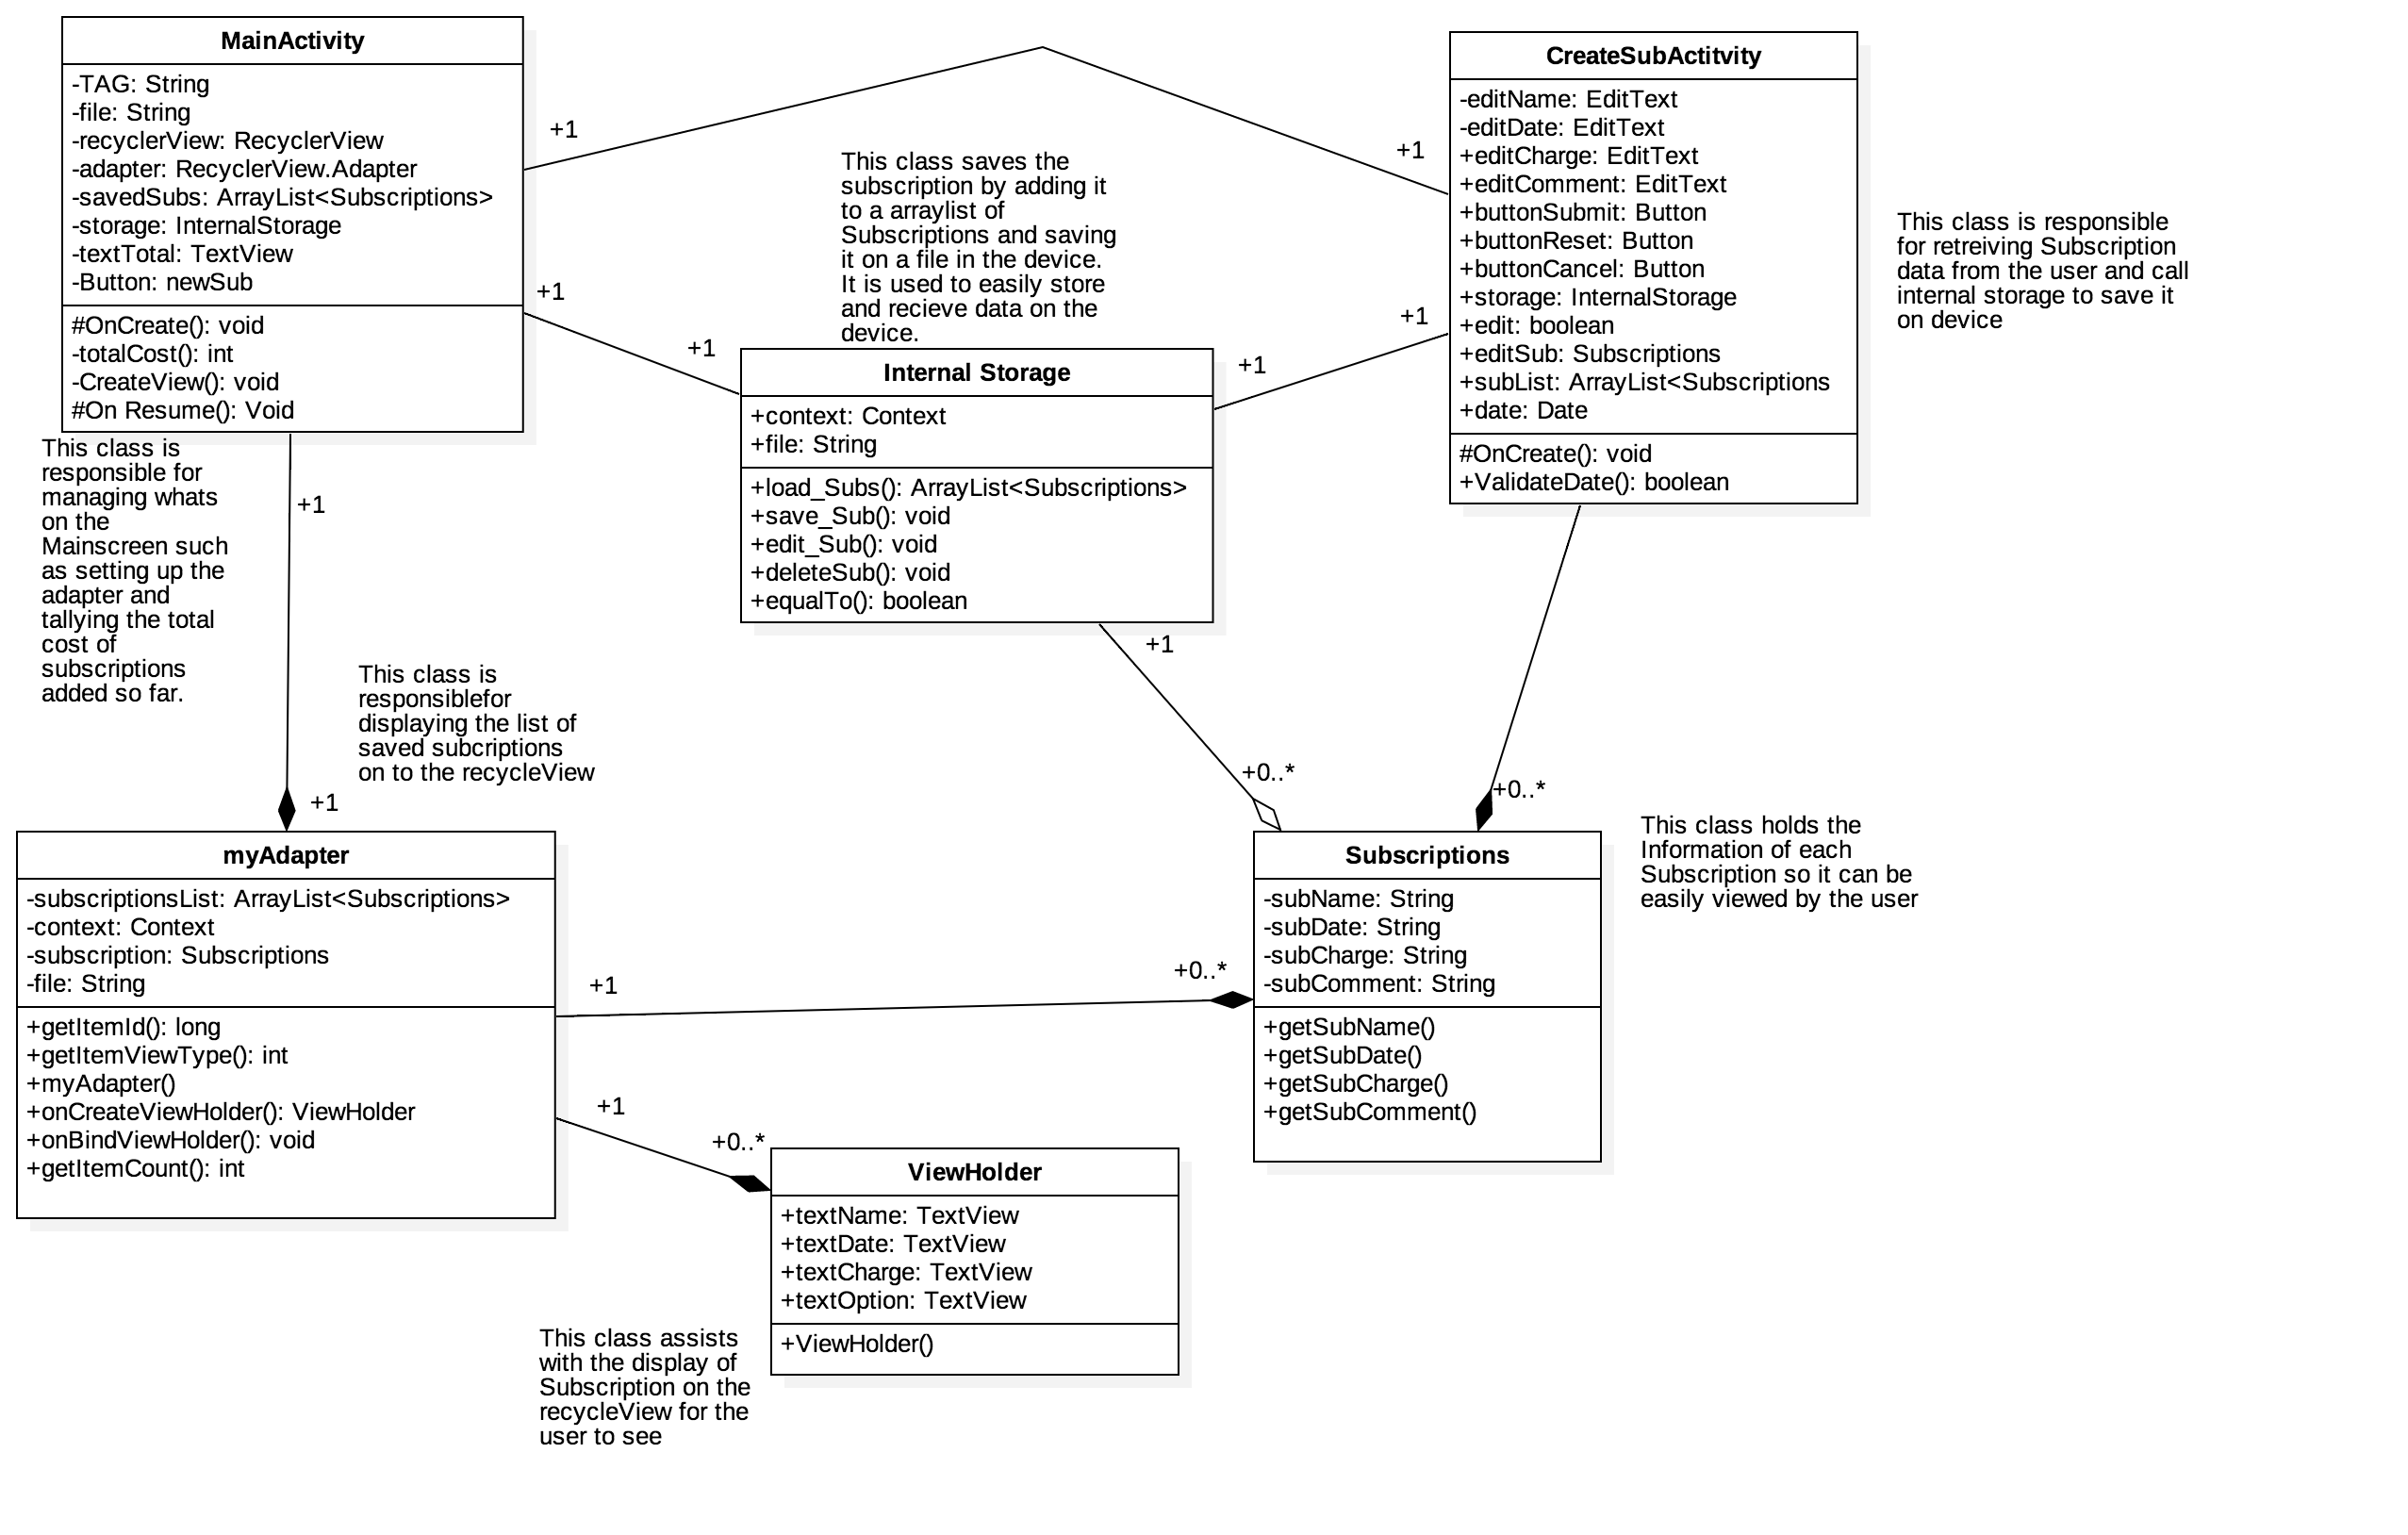 MainActivity
-TAG: String
-file: String
-recyclerView: RecyclerView
-adapter: RecyclerView.Adapter
-savedSubs: ArrayList<Subscriptions>
-storage: InternalStorage
-textTotal: TextView
-Button: newSub
#OnCreate(): void
-totalCost(): int
-CreateView(): void
#On Resume(): Void
This class is
responsible for
managing whats
on the
Mainscreen such
as setting up the
adapter and
tallying the total
cost of
subscriptions
added so far.
+1
+1
+1
+1
+1
+1
+1
+1
This class saves the
subscription by adding it
to a arraylist of
Subscriptions and saving
it on a file in the device.
It is used to easily store
and recieve data on the
device.
Internal Storage
+context: Context
+file: String
+load_Subs(): ArrayList<Subscriptions>
+save_Sub(): void
+edit_Sub(): void
+deleteSub(): void
+equalTo(): boolean
+1
+0..*
CreateSubActitvity
-editName: EditText
-editDate: EditText
+editCharge: EditText
+editComment: EditText
+buttonSubmit: Button
+buttonReset: Button
+buttonCancel: Button
+storage: InternalStorage
+edit: boolean
+editSub: Subscriptions
+subList: ArrayList<Subscriptions
+date: Date
#OnCreate(): void
+ValidateDate(): boolean
This class is responsible
for retreiving Subscription
data from the user and call
internal storage to save it
on device
+0..*
This class is
responsiblefor
displaying the list of
saved subcriptions
on to the recycleView
myAdapter
-subscriptionsList: ArrayList<Subscriptions>
-context: Context
-subscription: Subscriptions
-file: String
+getItemId(): long
+getItemViewType(): int
+myAdapter()
+onCreateViewHolder(): ViewHolder
+onBindViewHolder(): void
+getItemCount(): int
+1
+0..*
+1
+0..*
Subscriptions
-subName: String
-subDate: String
-subCharge: String
-subComment: String
+getSubName()
+getSubDate()
+getSubCharge()
+getSubComment()
This class holds the
Information of each
Subscription so it can be
easily viewed by the user
ViewHolder
+textName: TextView
+textDate: TextView
+textCharge: TextView
+textOption: TextView
+ViewHolder()
This class assists
with the display of
Subscription on the
recycleView for the
user to see